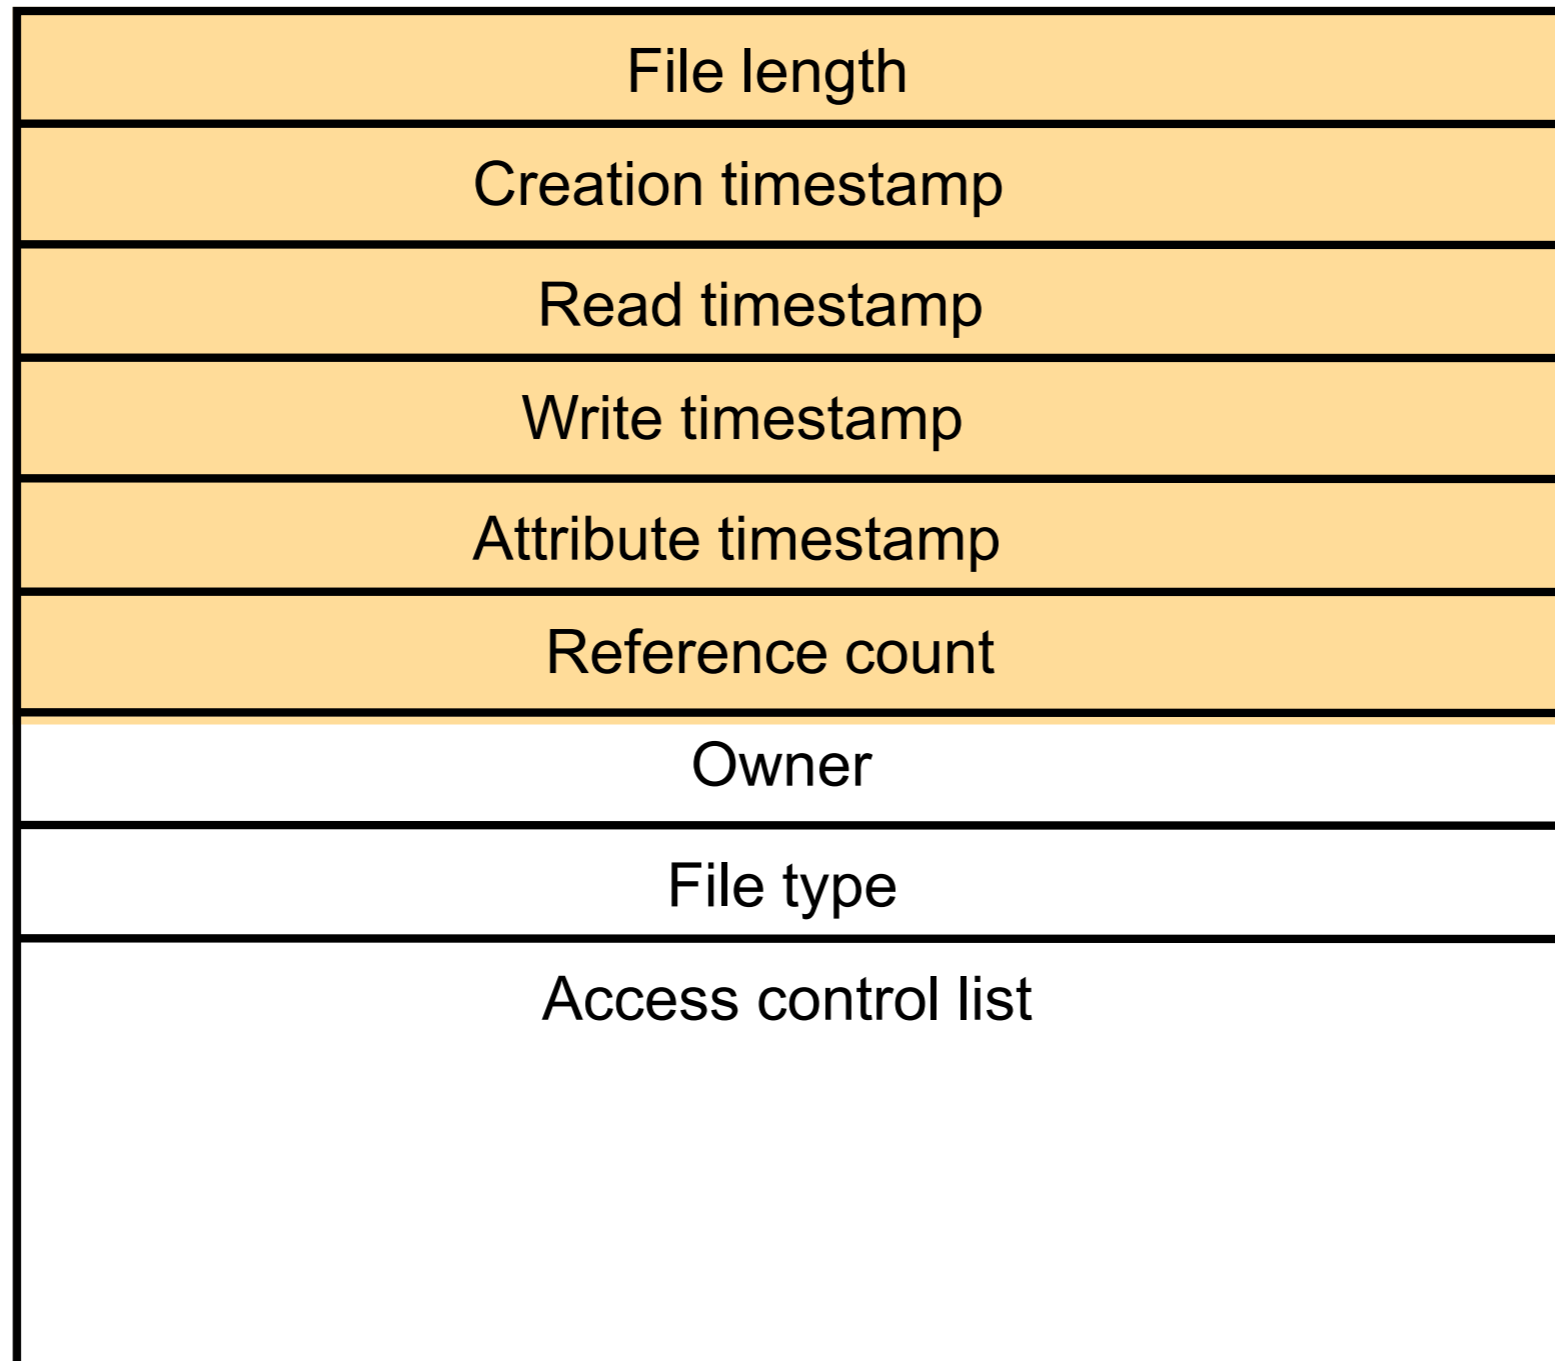 File length
Creation timestamp
Read timestamp
Write timestamp
Attribute timestamp
Reference count
Owner
File type
Access control list